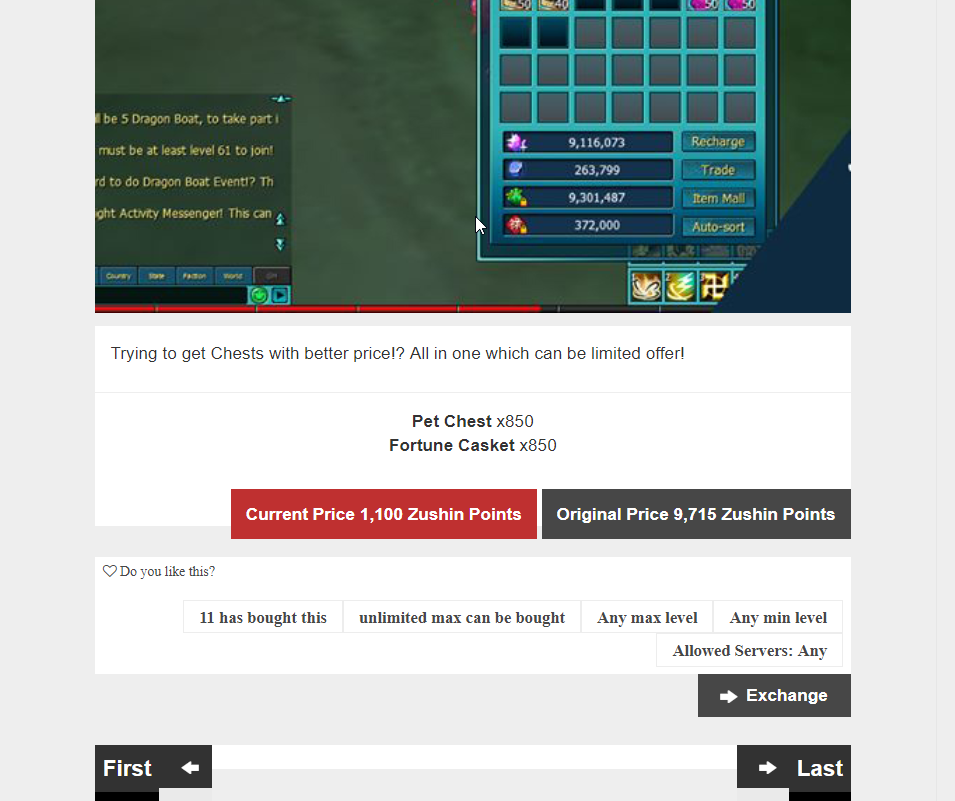 50 40 50 50
ll be 5 Dragon Boat, to take part i
must be at least level 61 to join!
rd to do Dragon Boat Event!? Th
ght Activity Messenger! This can
9,116,073 Recharge
263,799 Trade
9,301,487 Item Mall
372,000 Auto-sort
Country State Faction World GM
1 2 3
Trying to get Chests with better price!? All in one which can be limited offer!
Pet Chest x850
Fortune Casket x850
Current Price 1,100 Zushin Points Original Price 9,715 Zushin Points
Do you like this?
11 has bought this unlimited max can be bought Any max level Any min level
Allowed Servers: Any
Exchange
First Last